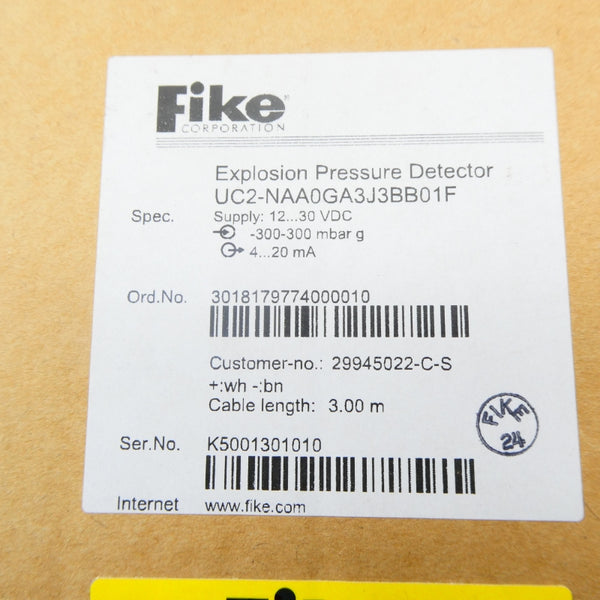 Fike
CORPORATION
Explosion Pressure Detector
UC2-NAA0GA3J3BB01F
Spec. Supply: 12...30 VDC
-300-300 mbar g
4...20 mA
Ord.No. 3018179774000010
Customer-no.: 29945022-C-S
+:wh -:bn
Cable length: 3.00 m
FIKE
24
Ser.No. K5001301010
Internet www.fike.com